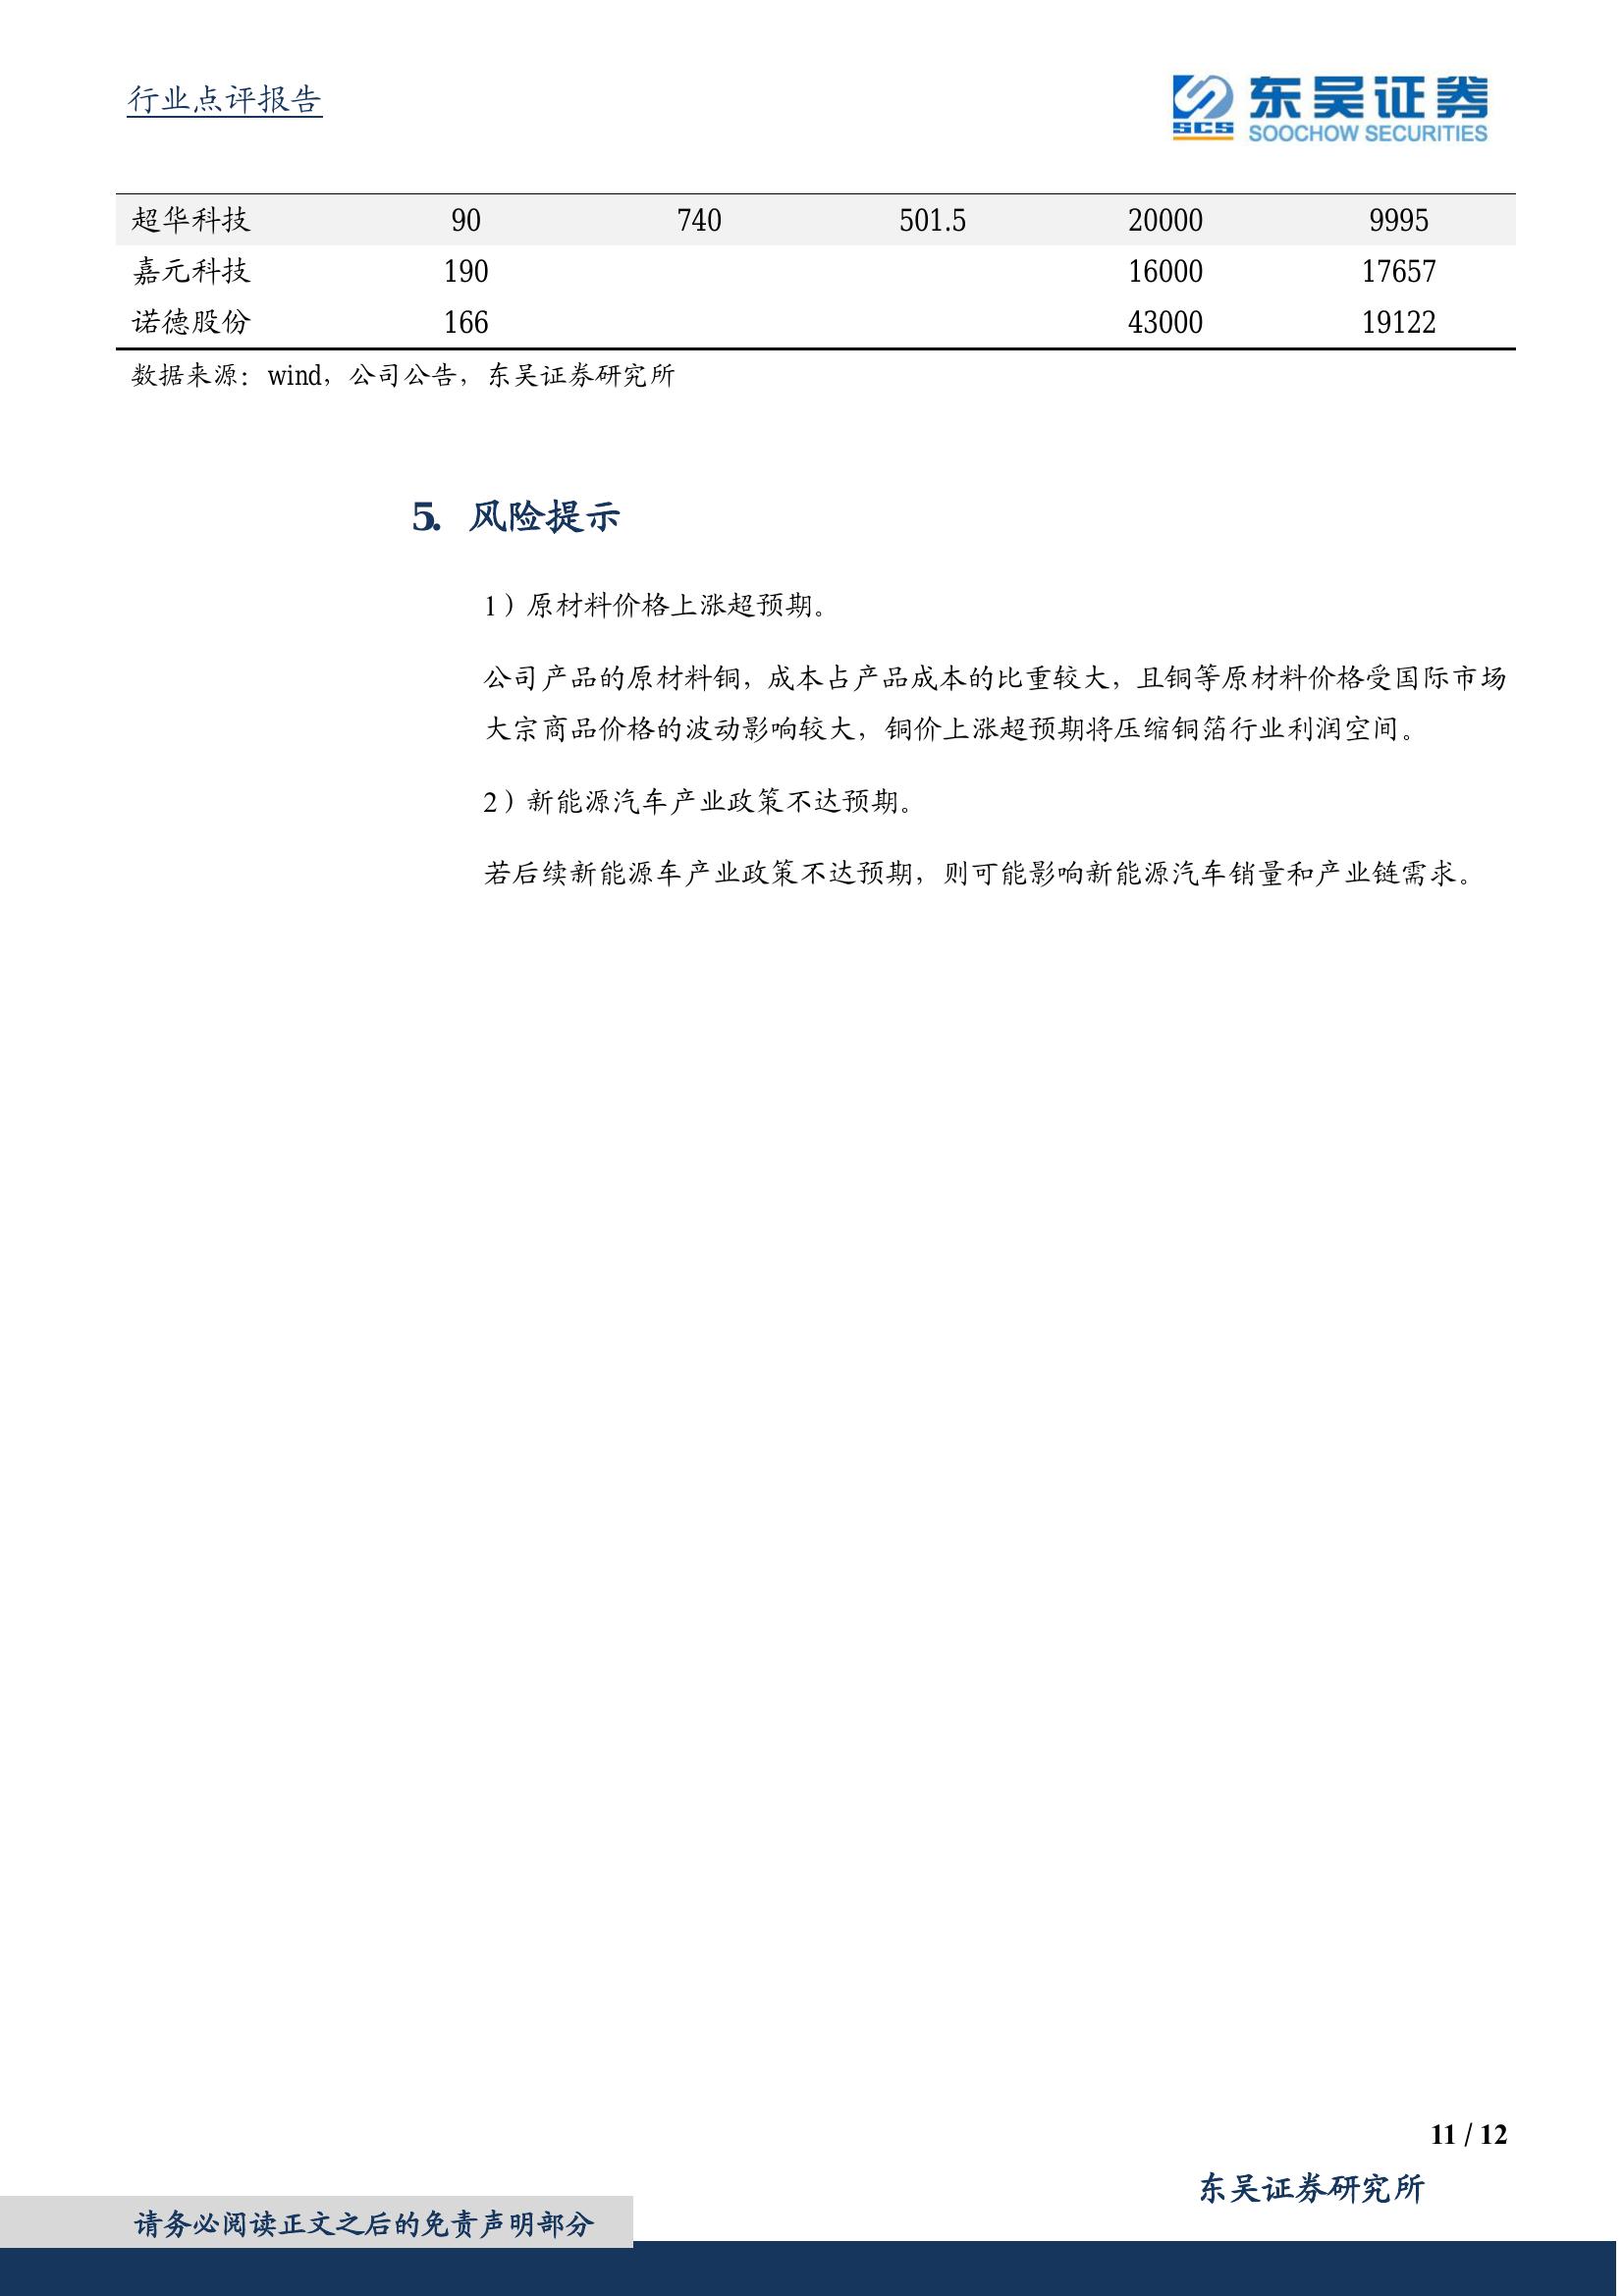 行业点评报告
东吴证券
SCS SOOCHOW SECURITIES
超华科技 90 740 501.5 20000 9995
嘉元科技 190 16000 17657
诺德股份 166 43000 19122
数据来源：wind，公司公告，东吴证券研究所
5. 风险提示
1）原材料价格上涨超预期。
公司产品的原材料铜，成本占产品成本的比重较大，且铜等原材料价格受国际市场
大宗商品价格的波动影响较大，铜价上涨超预期将压缩铜箔行业利润空间。
2）新能源汽车产业政策不达预期。
若后续新能源车产业政策不达预期，则可能影响新能源汽车销量和产业链需求。
11 / 12
东吴证券研究所
请务必阅读正文之后的免责声明部分